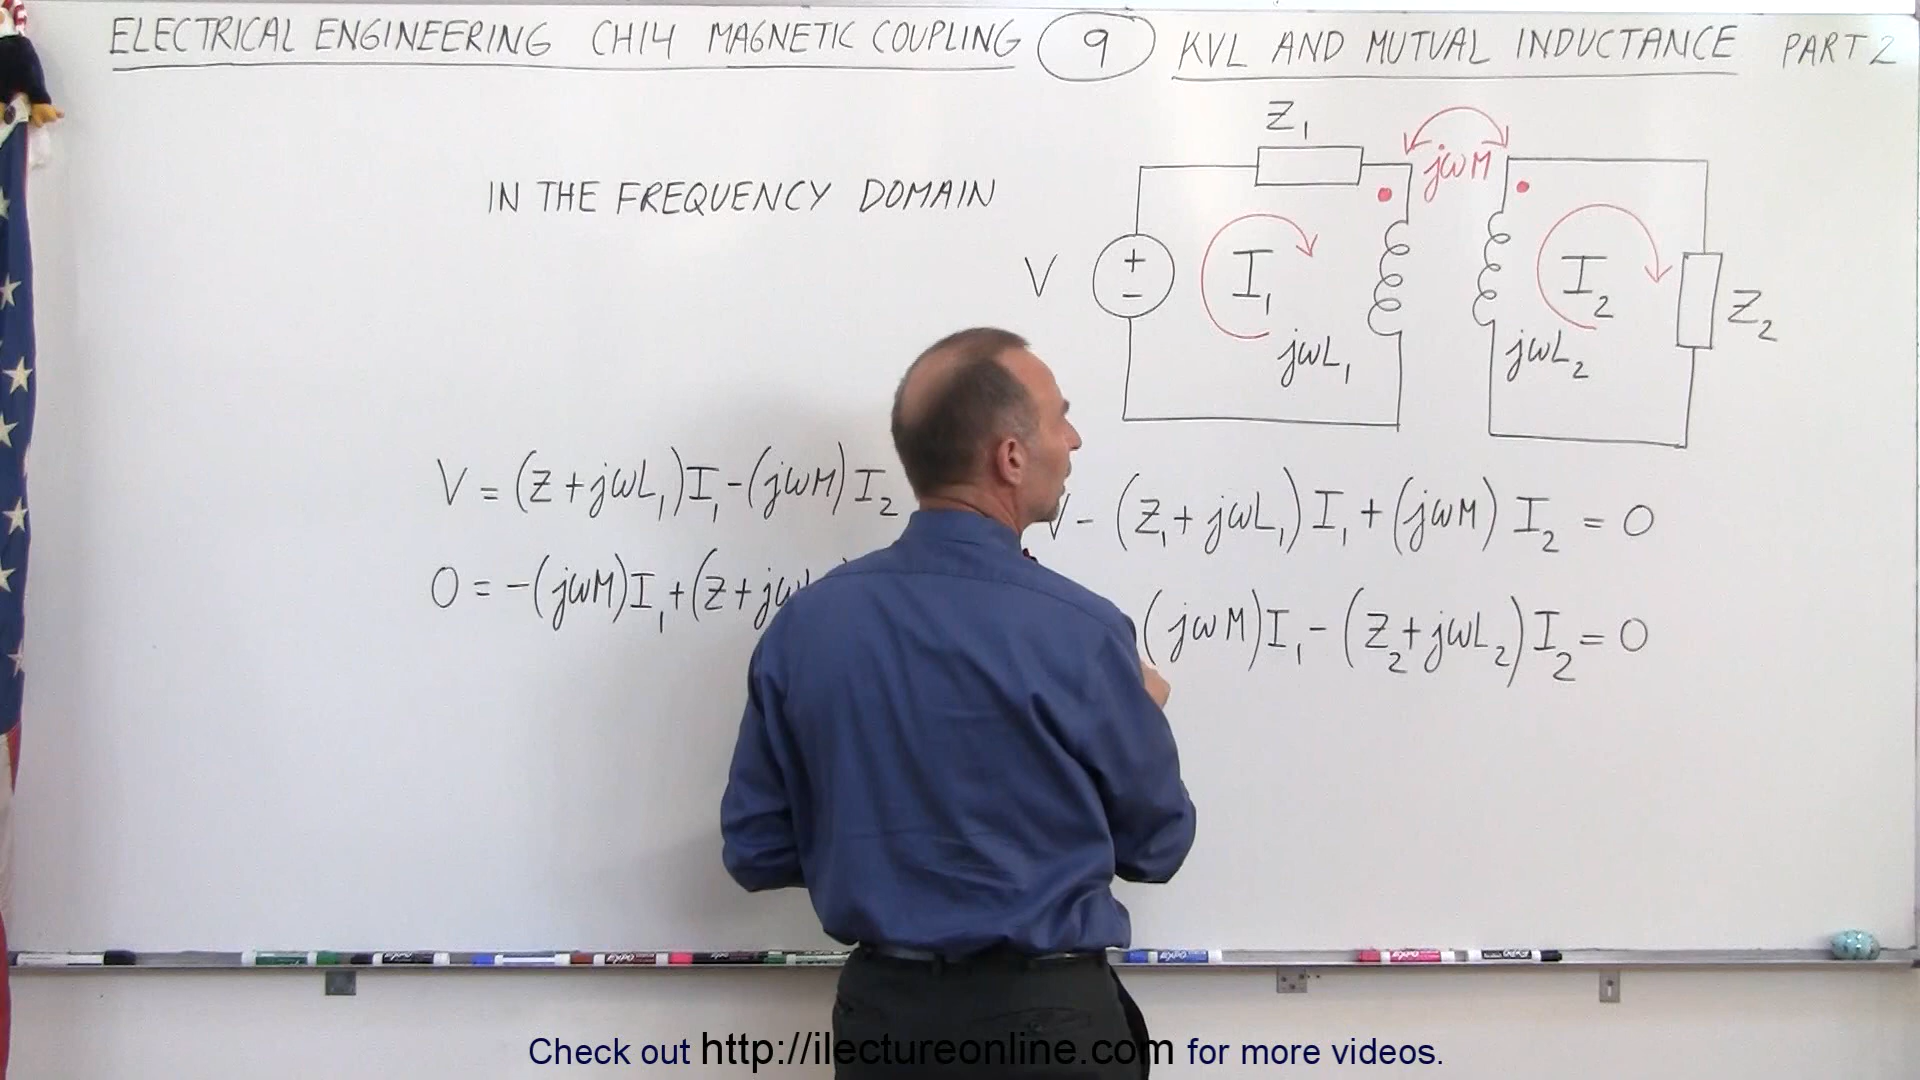 ELECTRICAL ENGINEERING CH14 MAGNETIC COUPLING 9 KVL AND MUTUAL INDUCTANCE PART 2
IN THE FREQUENCY DOMAIN
Z₁
jωM
V
+
−
I₁
I₂
Z₂
jωL₁
jωL₂
V = (Z + jωL₁)I₁ - (jωM)I₂
0 = -(jωM)I₁ + (Z + jω
V - (Z₁ + jωL₁)I₁ + (jωM) I₂ = 0
(jωM)I₁ - (Z₂ + jωL₂)I₂ = 0
Check out http://ilectureonline.com for more videos.